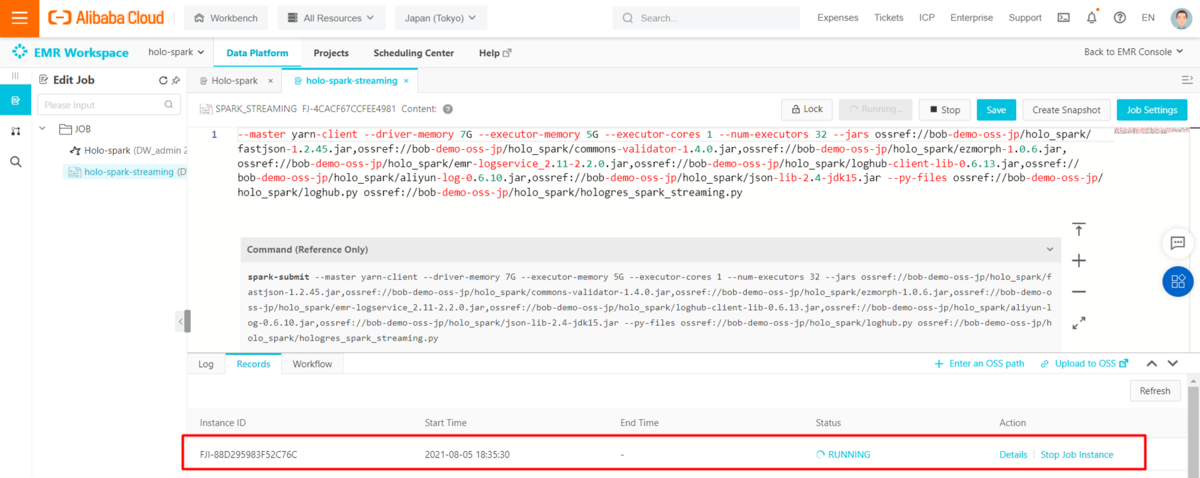 Alibaba Cloud Workbench All Resources Japan (Tokyo) Search... Expenses Tickets ICP Enterprise Support EN
EMR Workspace holo-spark Data Platform Projects Scheduling Center Help Back to EMR Console
Edit Job Holo-spark × holo-spark-streaming ×
Please Input SPARK_STREAMING FJ-4CACF67CCFEE4981 Content: Lock Running... Stop Save Create Snapshot Job Settings
JOB
Holo-spark (DW_admin 2
holo-spark-streaming (D
1 --master yarn-client --driver-memory 7G --executor-memory 5G --executor-cores 1 --num-executors 32 --jars ossref://bob-demo-oss-jp/holo_spark/
fastjson-1.2.45.jar,ossref://bob-demo-oss-jp/holo_spark/commons-validator-1.4.0.jar,ossref://bob-demo-oss-jp/holo_spark/ezmorph-1.0.6.jar,
ossref://bob-demo-oss-jp/holo_spark/emr-logservice_2.11-2.2.0.jar,ossref://bob-demo-oss-jp/holo_spark/loghub-client-lib-0.6.13.jar,ossref://
bob-demo-oss-jp/holo_spark/aliyun-log-0.6.10.jar,ossref://bob-demo-oss-jp/holo_spark/json-lib-2.4-jdk15.jar --py-files ossref://bob-demo-oss-jp/
holo_spark/loghub.py ossref://bob-demo-oss-jp/holo_spark/hologres_spark_streaming.py
Command (Reference Only)
spark-submit --master yarn-client --driver-memory 7G --executor-memory 5G --executor-cores 1 --num-executors 32 --jars ossref://bob-demo-oss-jp/holo_spark/f
astjson-1.2.45.jar,ossref://bob-demo-oss-jp/holo_spark/commons-validator-1.4.0.jar,ossref://bob-demo-oss-jp/holo_spark/ezmorph-1.0.6.jar,ossref://bob-demo-o
ss-jp/holo_spark/emr-logservice_2.11-2.2.0.jar,ossref://bob-demo-oss-jp/holo_spark/loghub-client-lib-0.6.13.jar,ossref://bob-demo-oss-jp/holo_spark/aliyun-l
og-0.6.10.jar,ossref://bob-demo-oss-jp/holo_spark/json-lib-2.4-jdk15.jar --py-files ossref://bob-demo-oss-jp/holo_spark/loghub.py ossref://bob-demo-oss-jp/h
olo_spark/hologres_spark_streaming.py
Log Records Workflow Enter an OSS path Upload to OSS
Refresh
Instance ID Start Time End Time Status Action
FJI-88D295983F52C76C 2021-08-05 18:35:30 - RUNNING Details Stop Job Instance